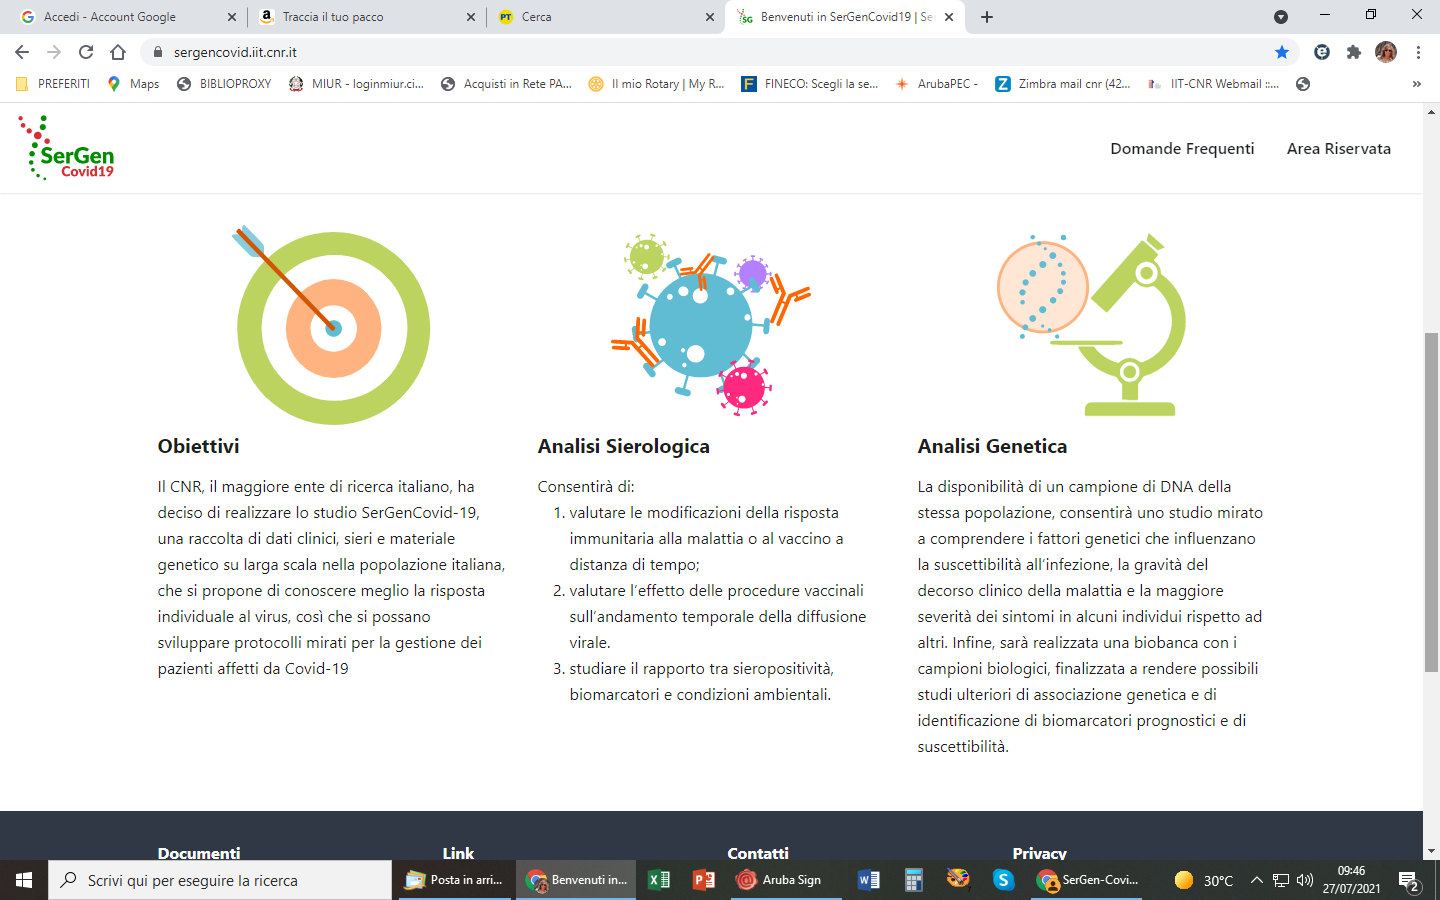 Accedi - Account Google
Traccia il tuo pacco
Cerca
Benvenuti in SerGenCovid19 | Se
sergencovid.iit.cnr.it
PREFERITI
Maps
BIBLIOPROXY
MIUR - loginmiur.ci...
Acquisti in Rete PA...
Il mio Rotary | My R...
FINECO: Scegli la se...
ArubaPEC -
Zimbra mail cnr (42...
IIT-CNR Webmail ::...
»
SerGen
Covid19
Domande Frequenti
Area Riservata
Obiettivi
Il CNR, il maggiore ente di ricerca italiano, ha
deciso di realizzare lo studio SerGenCovid-19,
una raccolta di dati clinici, sieri e materiale
genetico su larga scala nella popolazione italiana,
che si propone di conoscere meglio la risposta
individuale al virus, così che si possano
sviluppare protocolli mirati per la gestione dei
pazienti affetti da Covid-19
Analisi Sierologica
Consentirà di:
1. valutare le modificazioni della risposta
immunitaria alla malattia o al vaccino a
distanza di tempo;
2. valutare l'effetto delle procedure vaccinali
sull'andamento temporale della diffusione
virale.
3. studiare il rapporto tra sieropositività,
biomarcatori e condizioni ambientali.
Analisi Genetica
La disponibilità di un campione di DNA della
stessa popolazione, consentirà uno studio mirato
a comprendere i fattori genetici che influenzano
la suscettibilità all'infezione, la gravità del
decorso clinico della malattia e la maggiore
severità dei sintomi in alcuni individui rispetto ad
altri. Infine, sarà realizzata una biobanca con i
campioni biologici, finalizzata a rendere possibili
studi ulteriori di associazione genetica e di
identificazione di biomarcatori prognostici e di
suscettibilità.
Documenti
Link
Contatti
Privacy
Scrivi qui per eseguire la ricerca
Posta in arri...
Benvenuti in...
Aruba Sign
SerGen-Covi...
30°C
09:46
27/07/2021
2